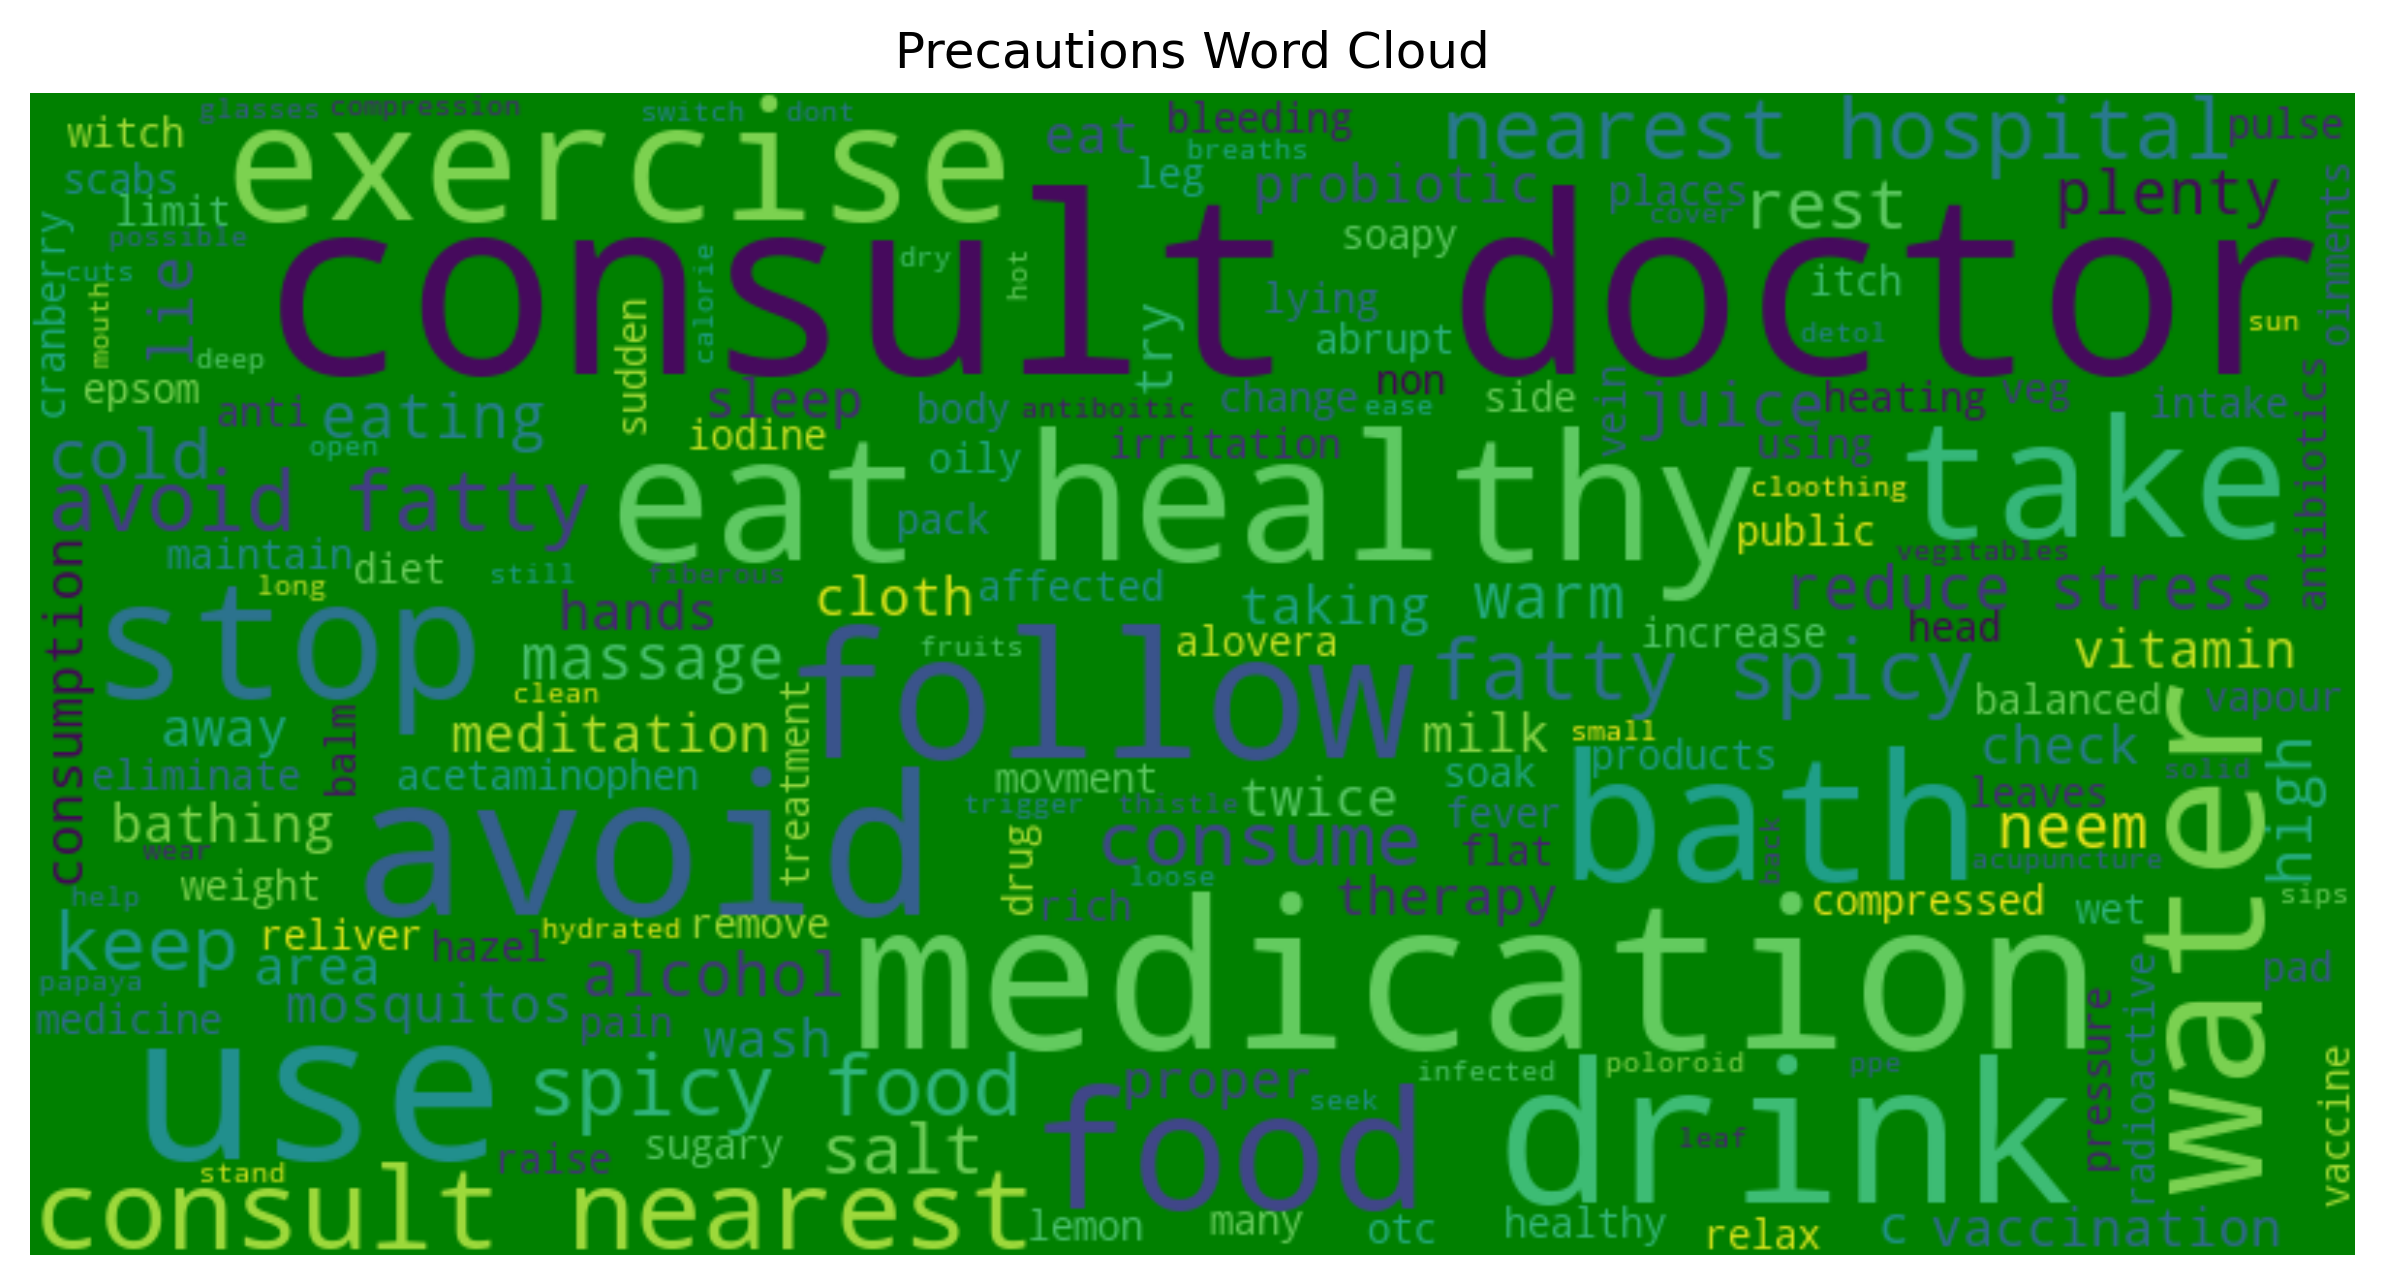 Precautions Word Cloud
glasses compression switch dont
witch exercise eat bleeding nearest hospital pulse
breaths
scabs leg probiotic places rest plenty
limit cover
possible soapy
cranberry cuts lie consult doctor
dry hot calorie itch oinments
mouth sudden try lying sun
deep abrupt detol
epsom sleep change non side vein juice heating veg intake
anti eating body antiboitic ease
open iodine irritation using antibiotics
cold oily
avoid fatty eat healthy take
cloothing
pack public
consumption maintain diet still vegitables
long fiberous cloth affected taking warm reduce stress
stop hands increase head
massage follow fruits alovera fatty spicy vitamin
clean balanced vapour
away balm meditation treatment milk small check
eliminate acetaminophen movment soak products solid high
avoid trigger thistle twice fever bath leaves
bathing drug consume flat neem water
wear back acupuncture
weight loose
help rich therapy compressed sips
keep reliver hydrated remove medication wet
hazel
area alcohol pad
papaya radioactive
medicine mosquitos pain wash pressure
use spicy food proper infected poloroid ppe vaccine
food seek drink
raise sugary salt leaf
stand
consult nearest lemon many otc healthy relax c vaccination